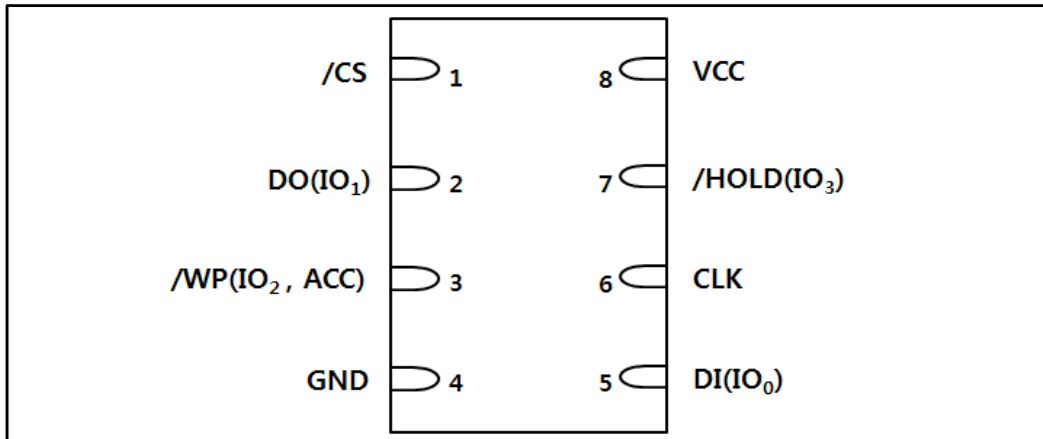 /CS 1 8 VCC
DO(IO₁) 2 7 /HOLD(IO₃)
/WP(IO₂ , ACC) 3 6 CLK
GND 4 5 DI(IO₀)